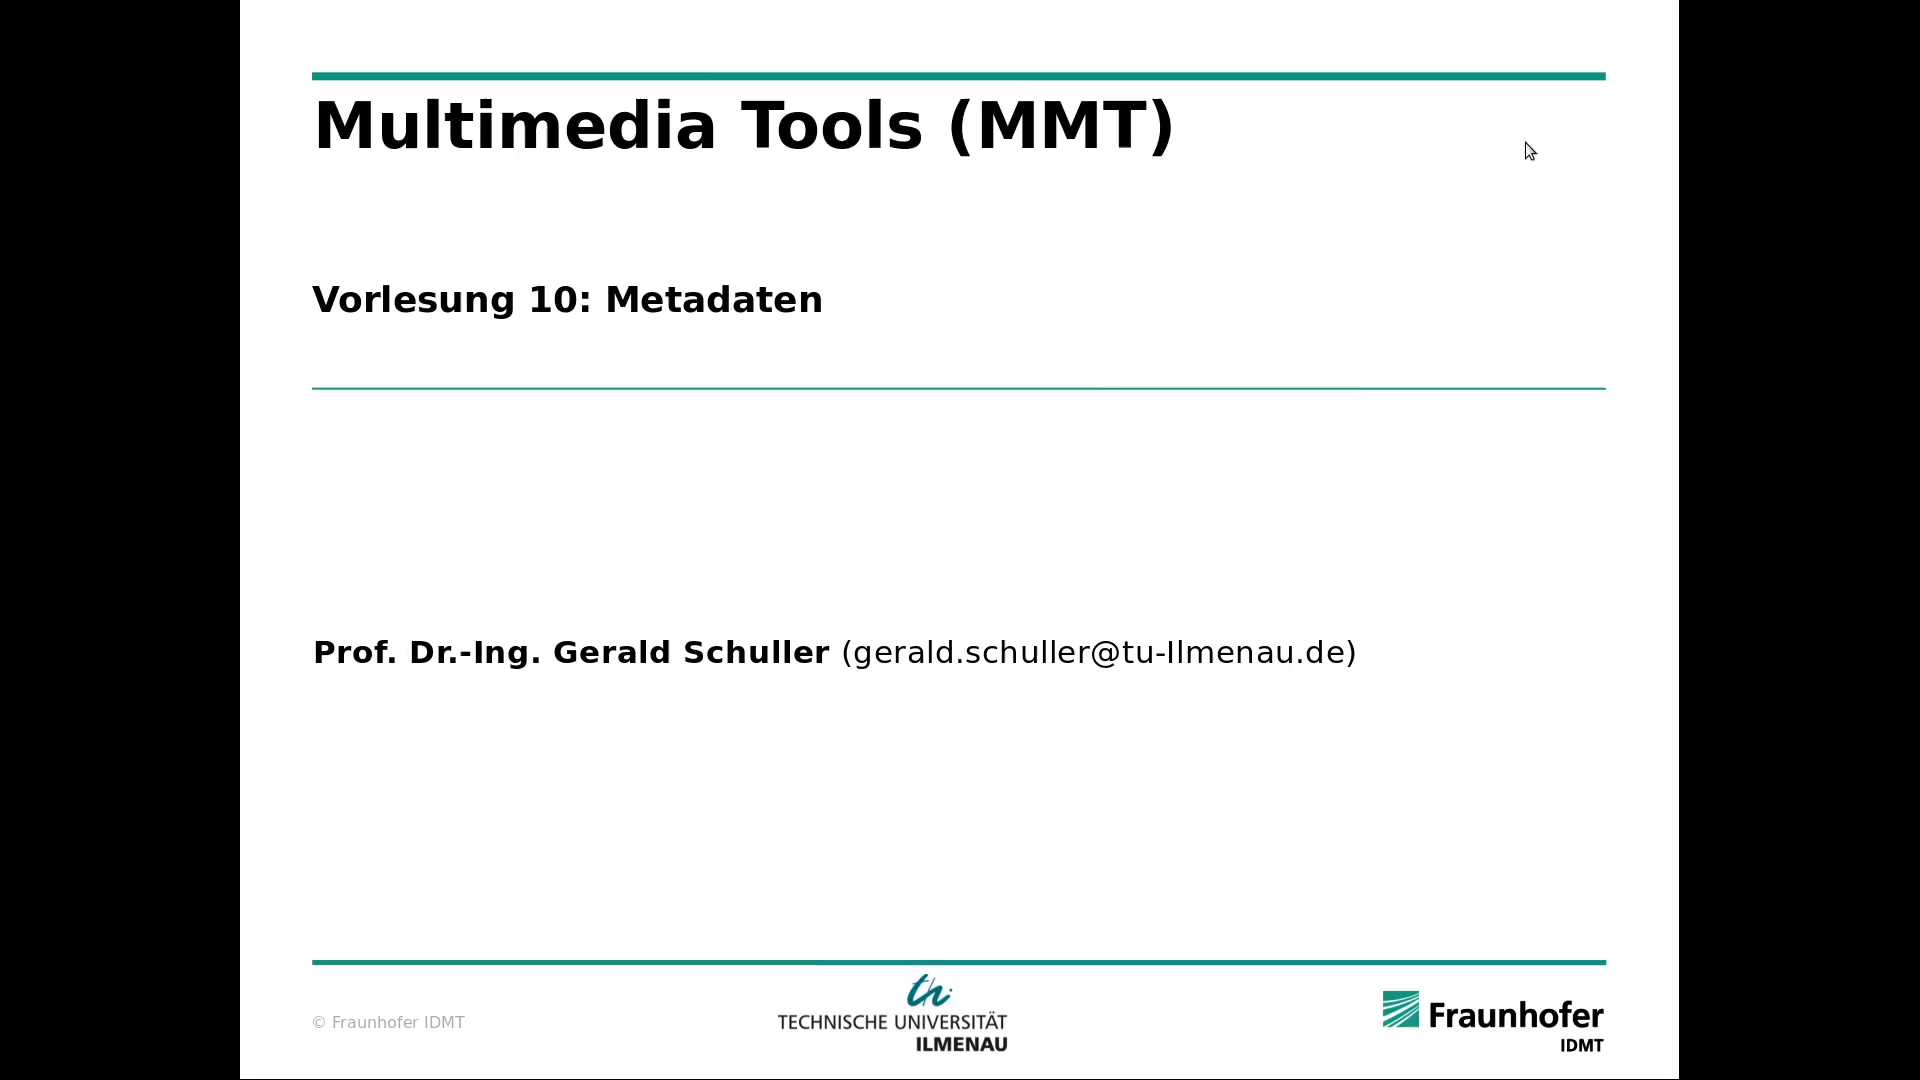 Multimedia Tools (MMT)
Vorlesung 10: Metadaten
Prof. Dr.-Ing. Gerald Schuller (gerald.schuller@tu-Ilmenau.de)
© Fraunhofer IDMT
th
TECHNISCHE UNIVERSITÄT
ILMENAU
Fraunhofer
IDMT